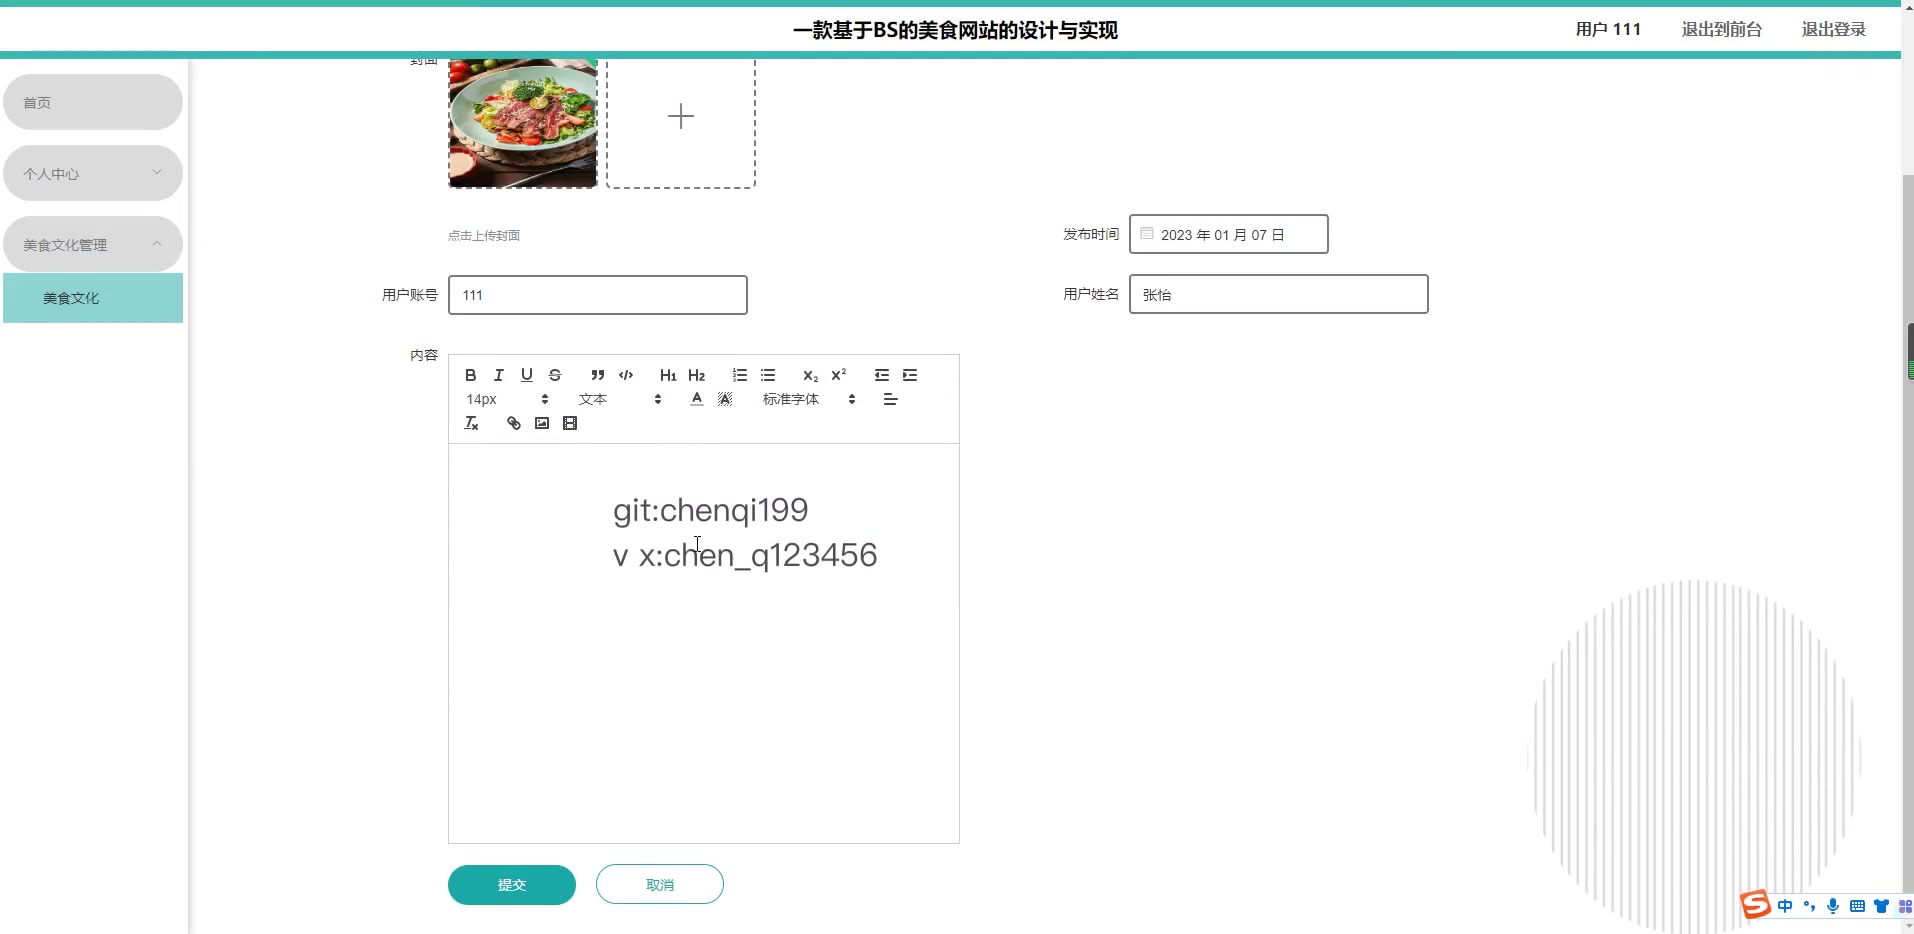 一款基于BS的美食网站的设计与实现
用户 111
退出到前台
退出登录
首页
个人中心
美食文化管理
美食文化
封面
点击上传封面
发布时间
2023 年 01 月 07 日
用户账号
111
用户姓名
张怡
内容
B I U S H1 H2 X2 X2
14px 文本 A A 标准字体
Tx
git:chenqi199
v x:chen_q123456
提交
取消
S 中